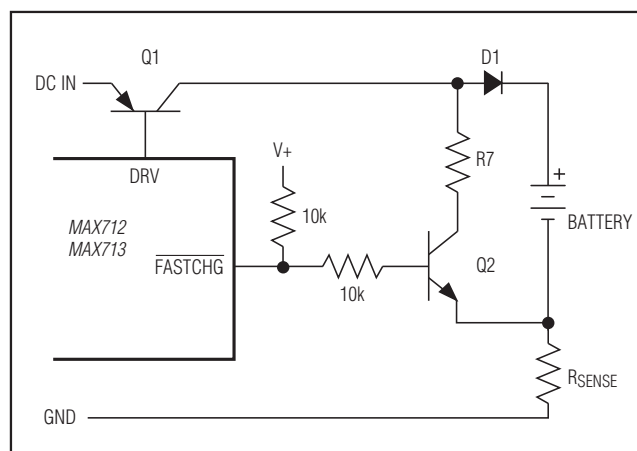 Q1
D1
DC IN
V+
R7
DRV
+
10k
MAX712
MAX713
BATTERY
FASTCHG
Q2
10k
RSENSE
GND